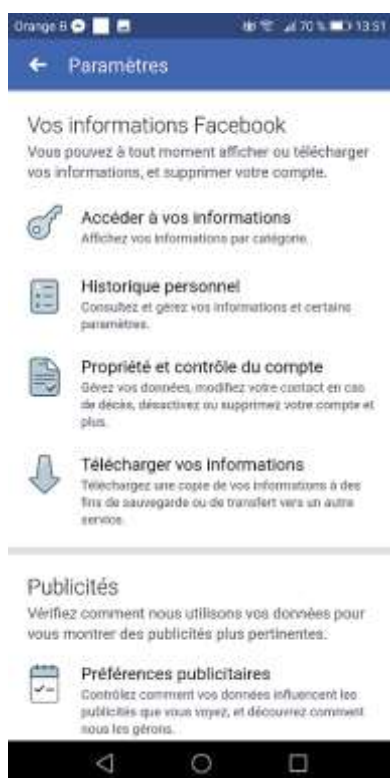 Orange B 70 % 13:51
Paramètres
Vos informations Facebook
Vous pouvez à tout moment afficher ou télécharger
vos informations, et supprimer votre compte.
Accéder à vos informations
Affichez vos informations par catégorie.
Historique personnel
Consultez et gérez vos informations et certains
paramètres.
Propriété et contrôle du compte
Gérez vos données, modifiez votre contact en cas
de décès, désactivez ou supprimez votre compte et
plus.
Télécharger vos informations
Téléchargez une copie de vos informations à des
fins de sauvegarde ou de transfert vers un autre
service.
Publicités
Vérifiez comment nous utilisons vos données pour
vous montrer des publicités plus pertinentes.
Préférences publicitaires
Contrôlez comment vos données influencent les
publicités que vous voyez, et découvrez comment
nous les gérons.